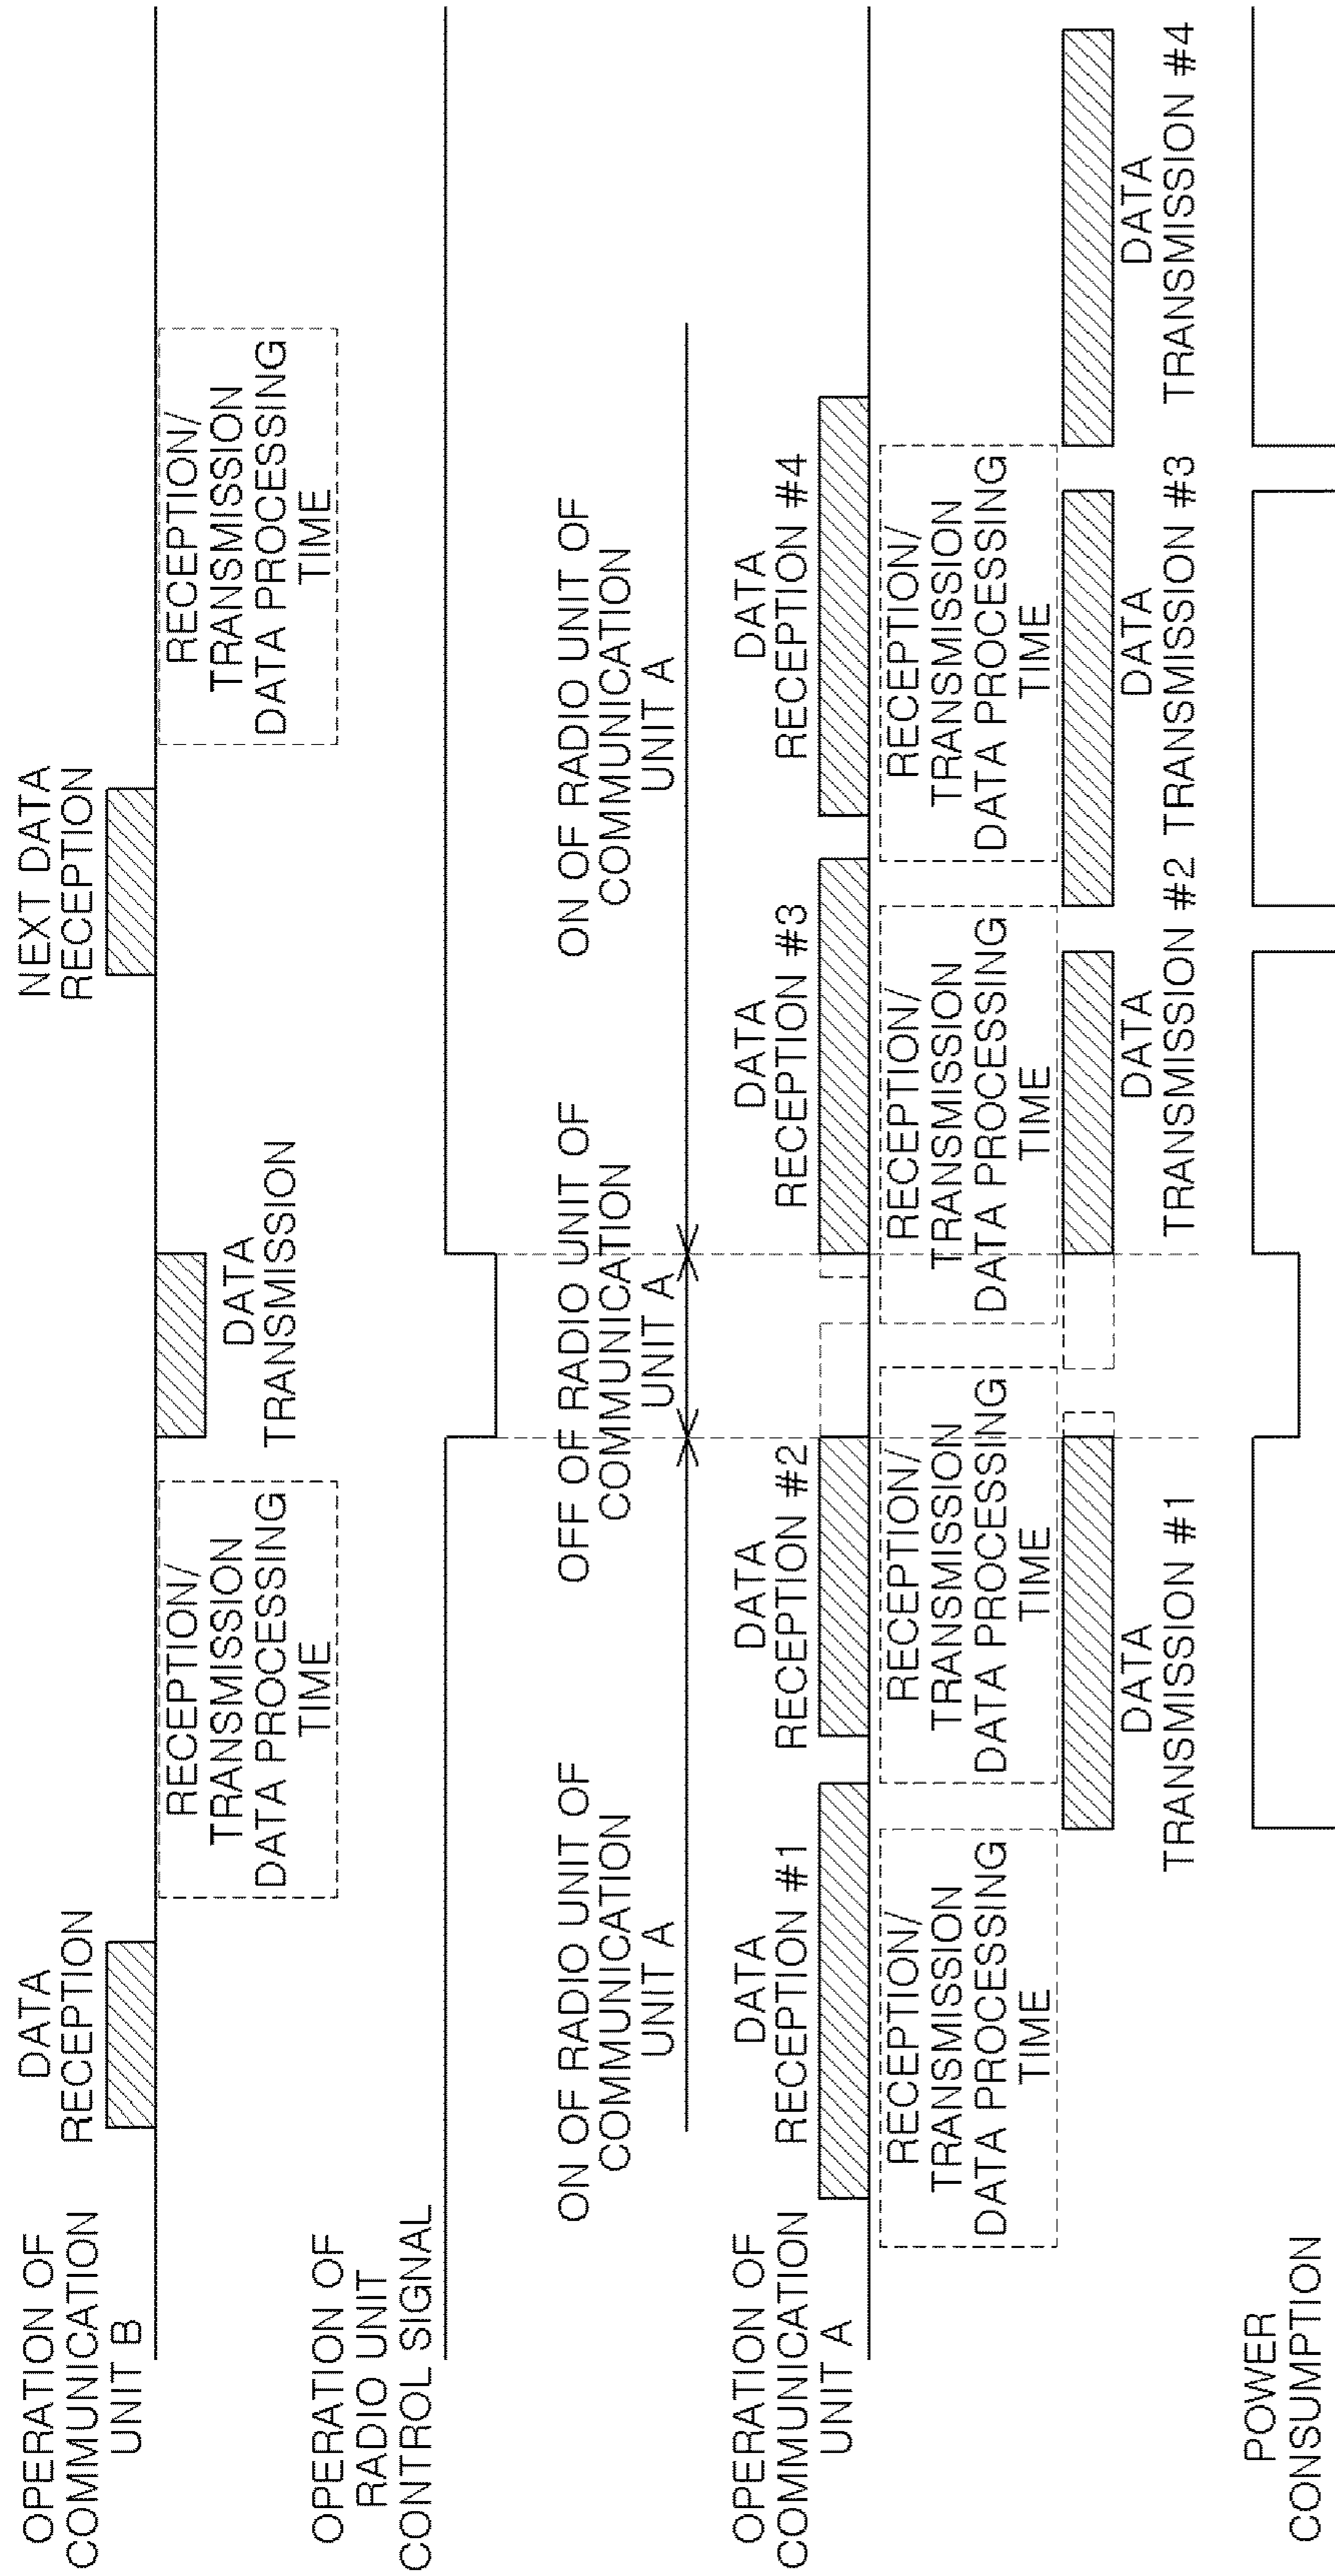 OPERATION OF
COMMUNICATION
UNIT B
DATA
RECEPTION
RECEPTION/
TRANSMISSION
DATA PROCESSING
TIME
DATA
TRANSMISSION
NEXT DATA
RECEPTION
RECEPTION/
TRANSMISSION
DATA PROCESSING
TIME
OPERATION OF
RADIO UNIT
CONTROL SIGNAL
ON OF RADIO UNIT OF
COMMUNICATION
UNIT A
OFF OF RADIO UNIT OF
COMMUNICATION
UNIT A
ON OF RADIO UNIT OF
COMMUNICATION
UNIT A
OPERATION OF
COMMUNICATION
UNIT A
DATA
RECEPTION #1
DATA
RECEPTION #2
DATA
RECEPTION #3
DATA
RECEPTION #4
RECEPTION/
TRANSMISSION
DATA PROCESSING
TIME
RECEPTION/
TRANSMISSION
DATA PROCESSING
TIME
RECEPTION/
TRANSMISSION
DATA PROCESSING
TIME
RECEPTION/
TRANSMISSION
DATA PROCESSING
TIME
DATA
TRANSMISSION #1
DATA
TRANSMISSION #2
DATA
TRANSMISSION #3
DATA
TRANSMISSION #4
POWER
CONSUMPTION